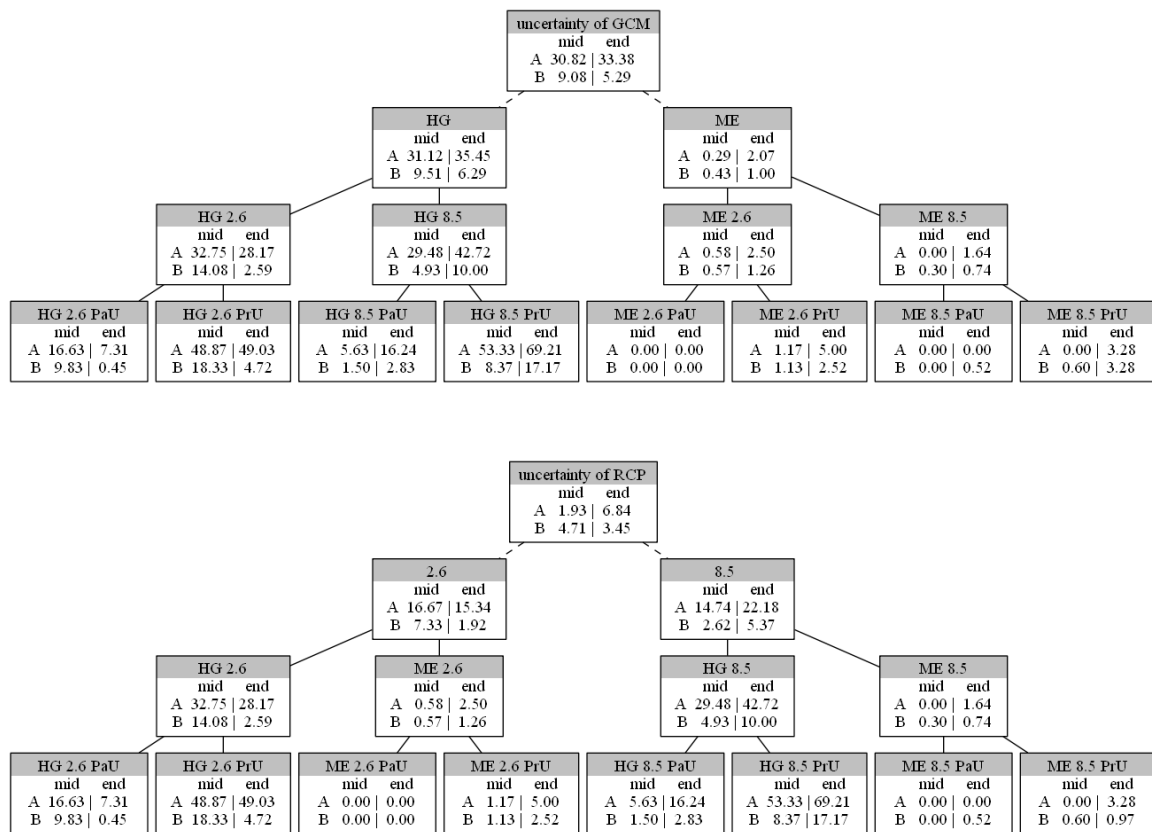 uncertainty of GCM
mid end
A 30.82 | 33.38
B 9.08 | 5.29
HG
mid end
A 31.12 | 35.45
B 9.51 | 6.29
ME
mid end
A 0.29 | 2.07
B 0.43 | 1.00
HG 2.6
mid end
A 32.75 | 28.17
B 14.08 | 2.59
HG 8.5
mid end
A 29.48 | 42.72
B 4.93 | 10.00
ME 2.6
mid end
A 0.58 | 2.50
B 0.57 | 1.26
ME 8.5
mid end
A 0.00 | 1.64
B 0.30 | 0.74
HG 2.6 PaU
mid end
A 16.63 | 7.31
B 9.83 | 0.45
HG 2.6 PrU
mid end
A 48.87 | 49.03
B 18.33 | 4.72
HG 8.5 PaU
mid end
A 5.63 | 16.24
B 1.50 | 2.83
HG 8.5 PrU
mid end
A 53.33 | 69.21
B 8.37 | 17.17
ME 2.6 PaU
mid end
A 0.00 | 0.00
B 0.00 | 0.00
ME 2.6 PrU
mid end
A 1.17 | 5.00
B 1.13 | 2.52
ME 8.5 PaU
mid end
A 0.00 | 0.00
B 0.00 | 0.52
ME 8.5 PrU
mid end
A 0.00 | 3.28
B 0.60 | 3.28
uncertainty of RCP
mid end
A 1.93 | 6.84
B 4.71 | 3.45
2.6
mid end
A 16.67 | 15.34
B 7.33 | 1.92
8.5
mid end
A 14.74 | 22.18
B 2.62 | 5.37
HG 2.6
mid end
A 32.75 | 28.17
B 14.08 | 2.59
ME 2.6
mid end
A 0.58 | 2.50
B 0.57 | 1.26
HG 8.5
mid end
A 29.48 | 42.72
B 4.93 | 10.00
ME 8.5
mid end
A 0.00 | 1.64
B 0.30 | 0.74
HG 2.6 PaU
mid end
A 16.63 | 7.31
B 9.83 | 0.45
HG 2.6 PrU
mid end
A 48.87 | 49.03
B 18.33 | 4.72
ME 2.6 PaU
mid end
A 0.00 | 0.00
B 0.00 | 0.00
ME 2.6 PrU
mid end
A 1.17 | 5.00
B 1.13 | 2.52
HG 8.5 PaU
mid end
A 5.63 | 16.24
B 1.50 | 2.83
HG 8.5 PrU
mid end
A 53.33 | 69.21
B 8.37 | 17.17
ME 8.5 PaU
mid end
A 0.00 | 0.00
B 0.00 | 0.52
ME 8.5 PrU
mid end
A 0.00 | 3.28
B 0.60 | 0.97